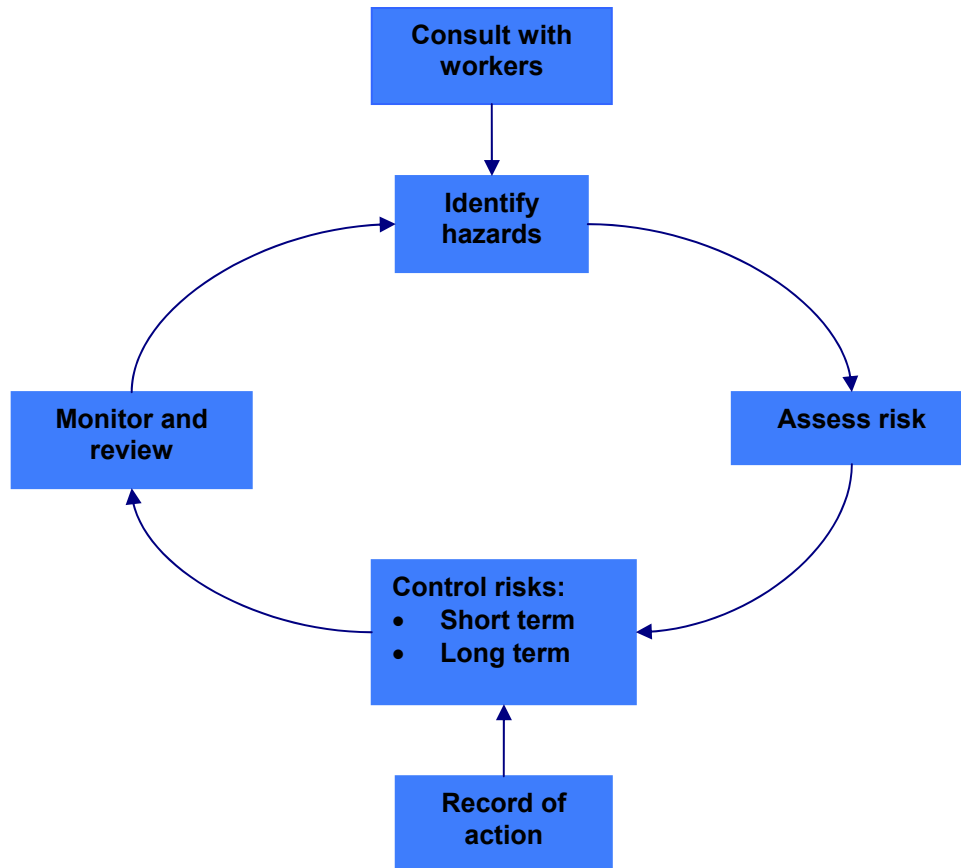 Consult with
workers
Identify
hazards
Monitor and
review
Assess risk
Control risks:
• Short term
• Long term
Record of
action